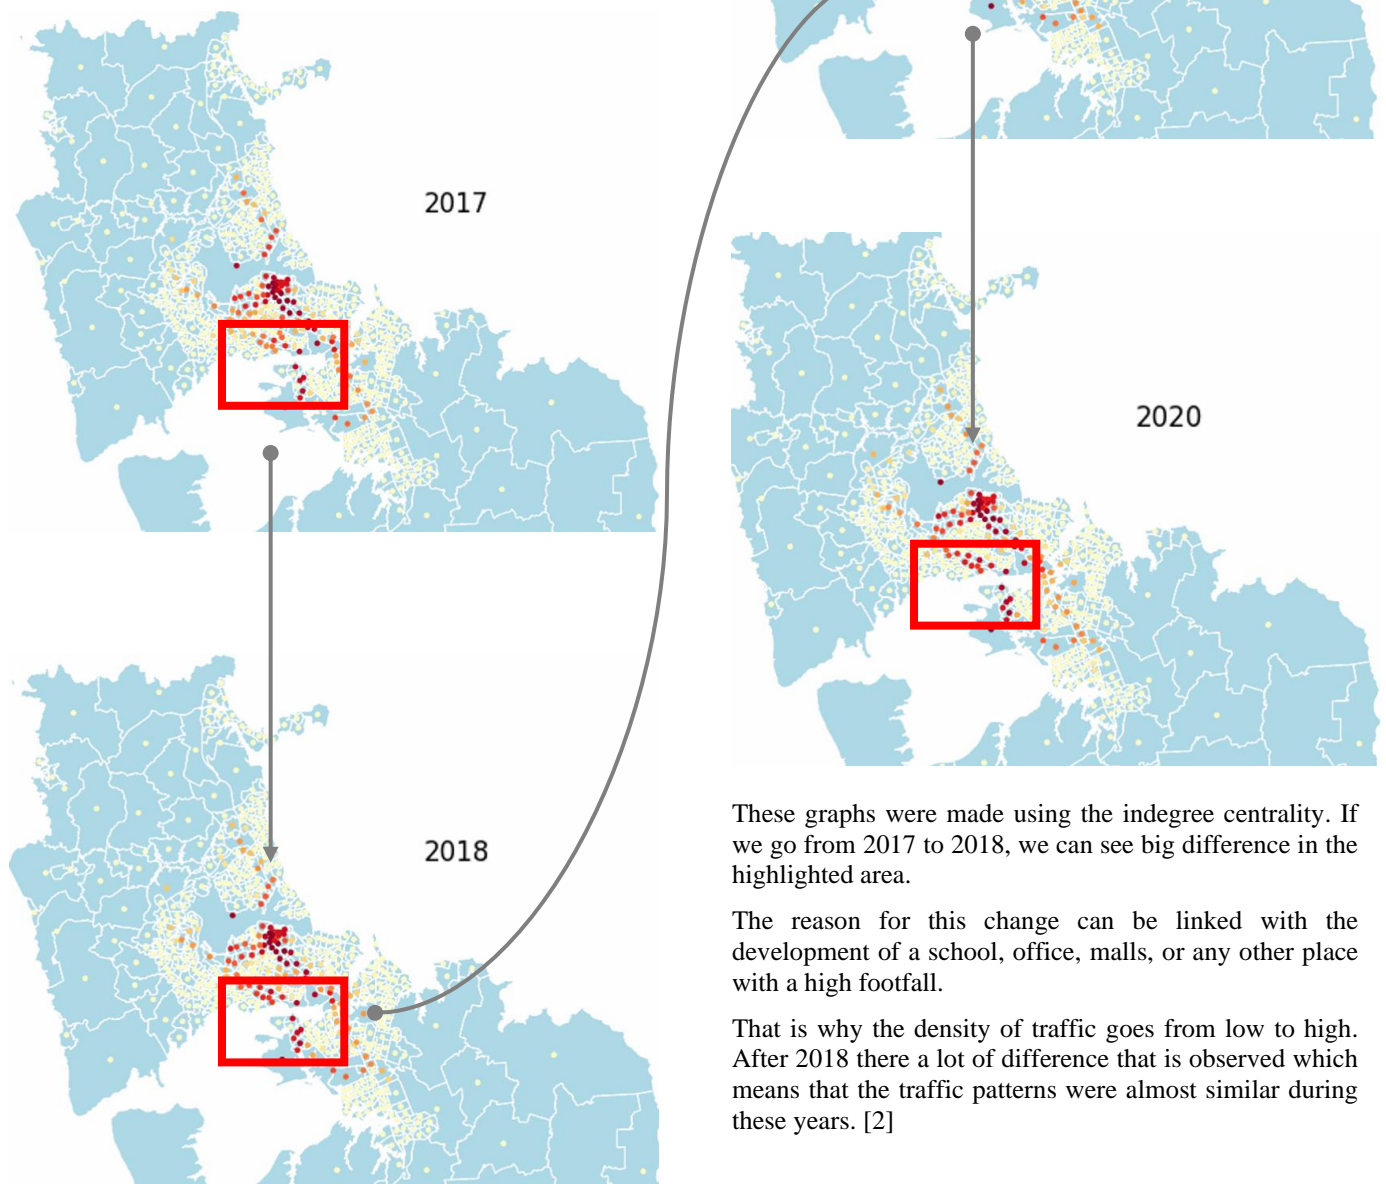 2017
2018
2020
These graphs were made using the indegree centrality. If
we go from 2017 to 2018, we can see big difference in the
highlighted area.
The reason for this change can be linked with the
development of a school, office, malls, or any other place
with a high footfall.
That is why the density of traffic goes from low to high.
After 2018 there a lot of difference that is observed which
means that the traffic patterns were almost similar during
these years. [2]